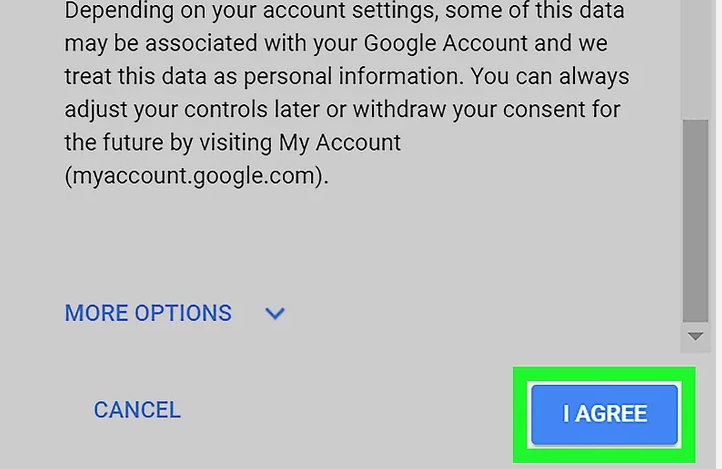 Depending on your account settings, some of this data
may be associated with your Google Account and we
treat this data as personal information. You can always
adjust your controls later or withdraw your consent for
the future by visiting My Account
(myaccount.google.com).
MORE OPTIONS
CANCEL
I AGREE